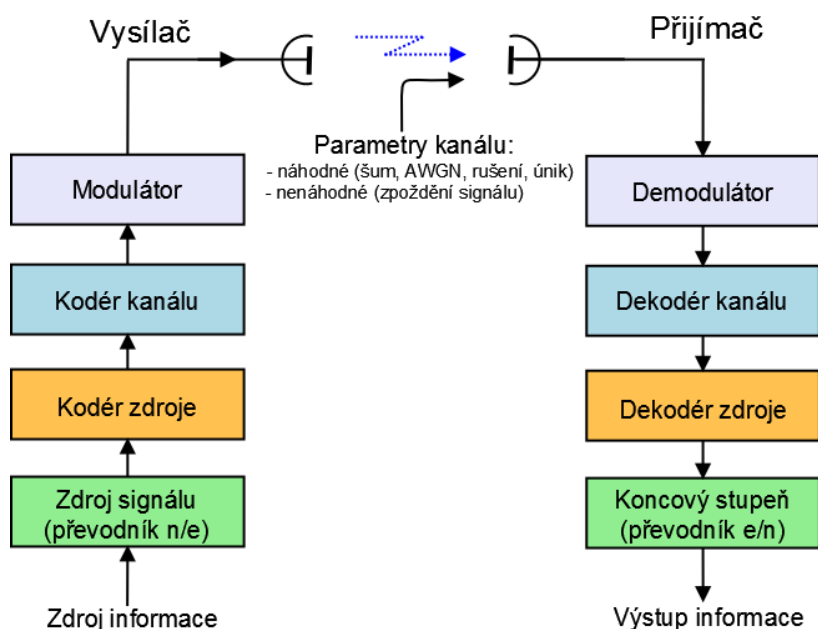 Vysílač
Přijímač
Parametry kanálu:
- náhodné (šum, AWGN, rušení, únik)
- nenáhodné (zpoždění signálu)
Modulátor
Demodulátor
Kodér kanálu
Dekodér kanálu
Kodér zdroje
Dekodér zdroje
Zdroj signálu
(převodník n/e)
Koncový stupeň
(převodník e/n)
Zdroj informace
Výstup informace